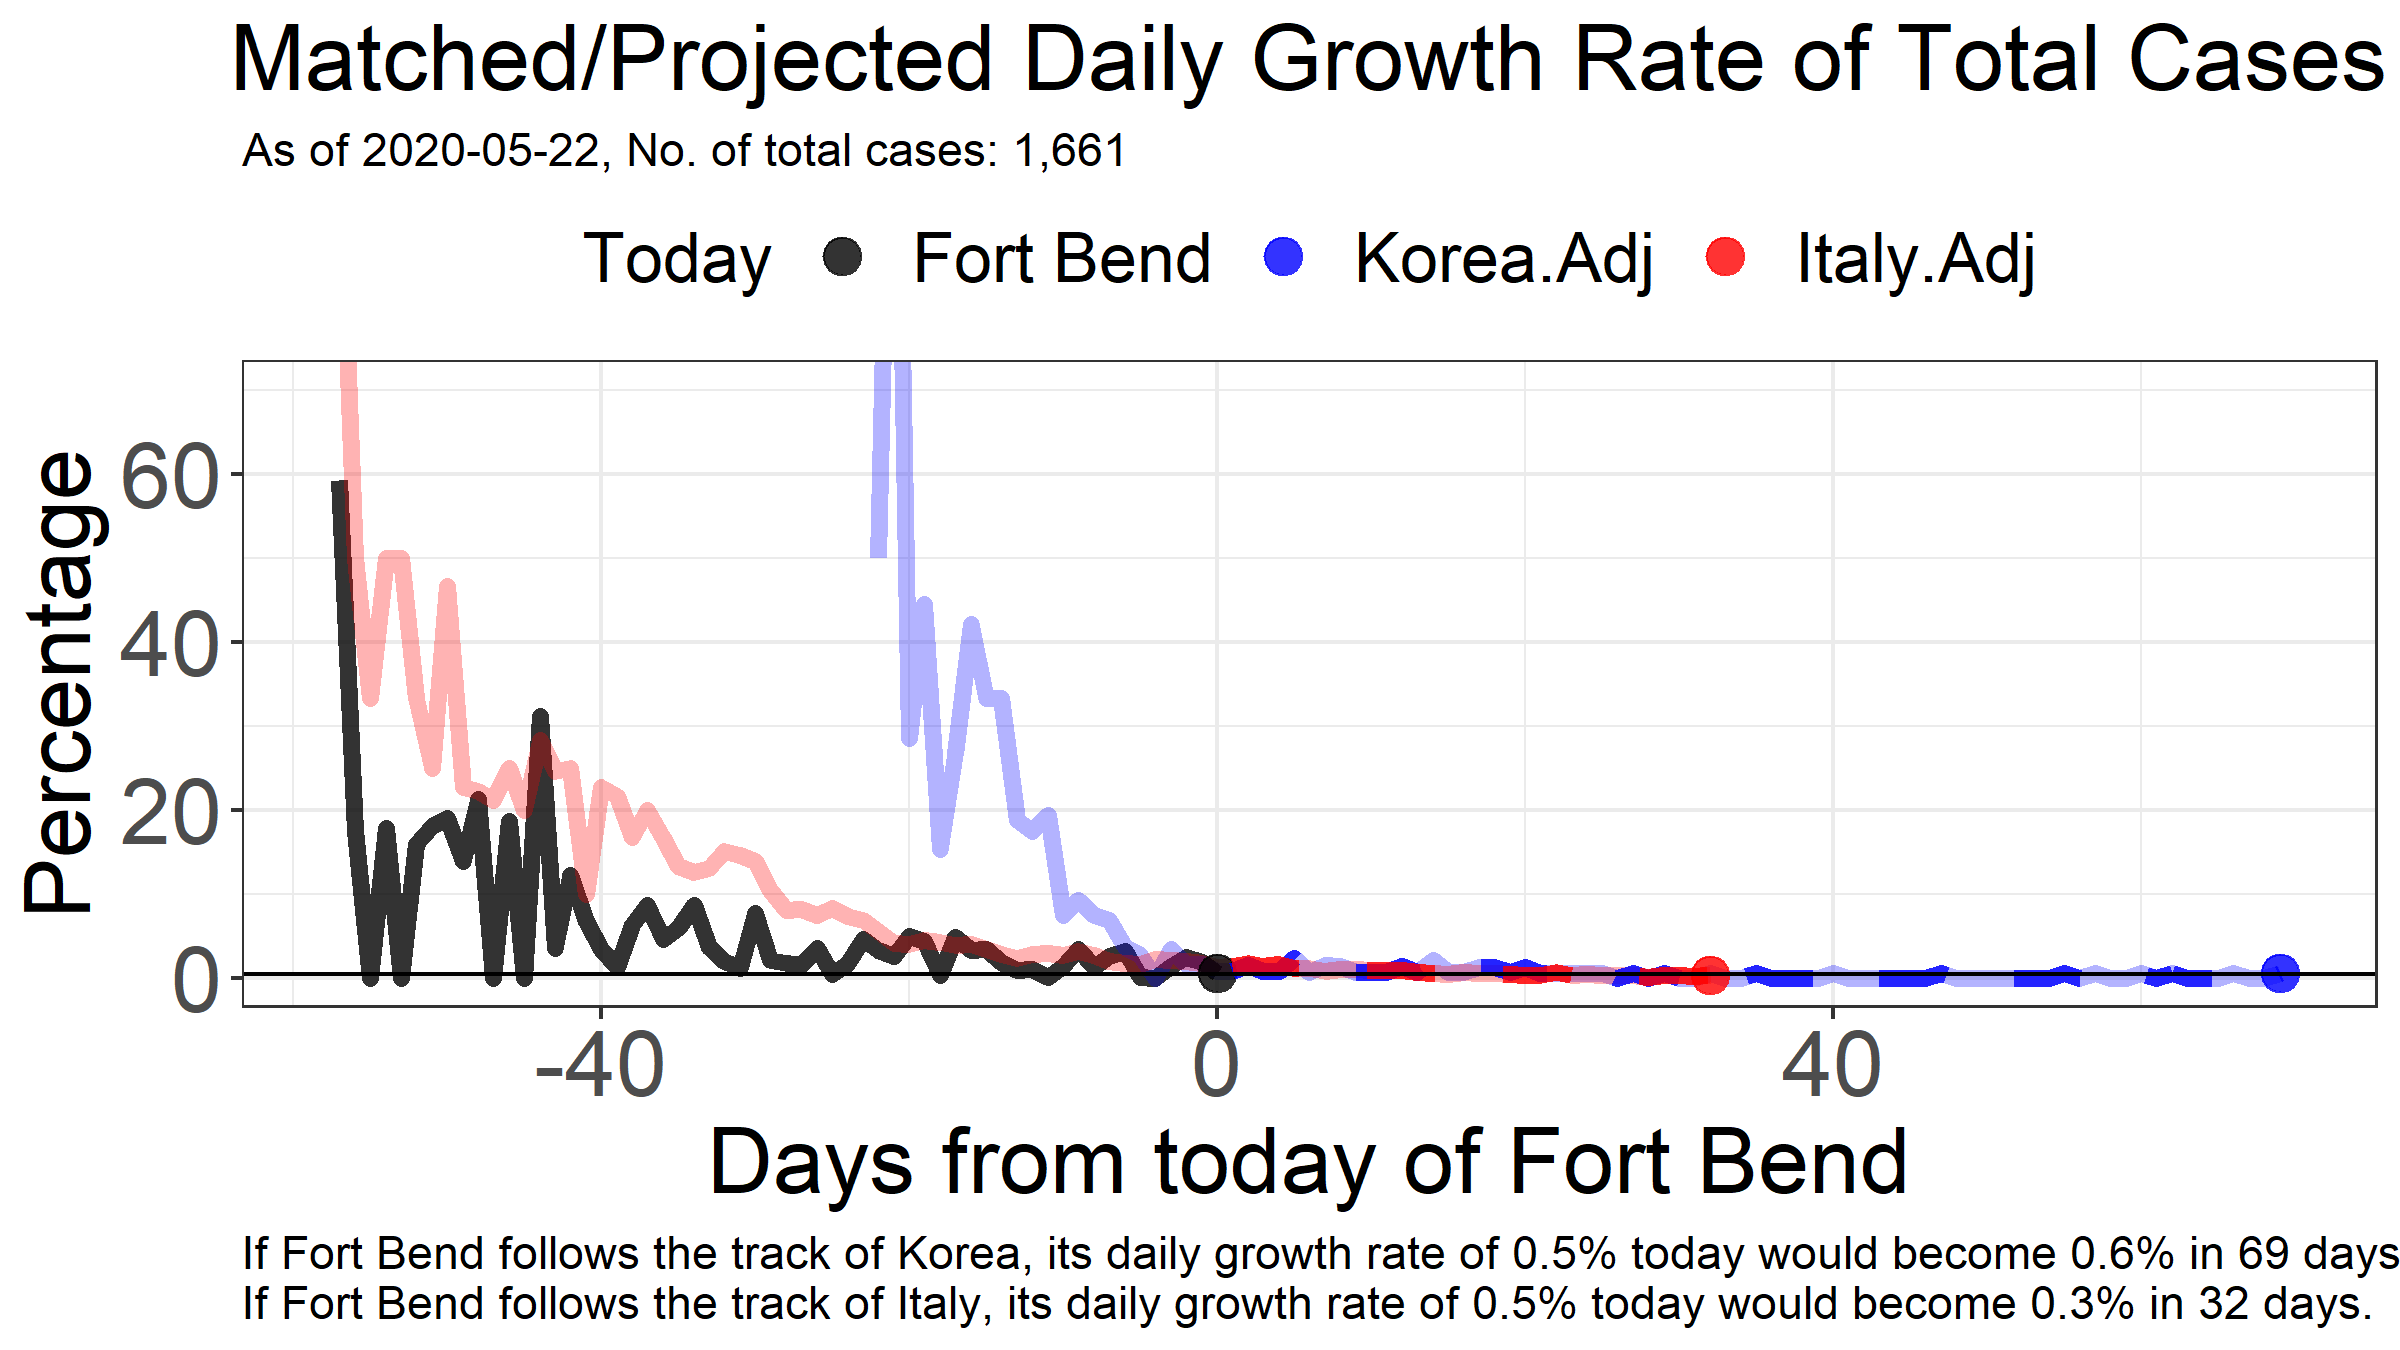 Matched/Projected Daily Growth Rate of Total Cases
As of 2020-05-22, No. of total cases: 1,661
Today Fort Bend Korea.Adj Italy.Adj
Percentage
60
40
20
0
-40 0 40
Days from today of Fort Bend
If Fort Bend follows the track of Korea, its daily growth rate of 0.5% today would become 0.6% in 69 days
If Fort Bend follows the track of Italy, its daily growth rate of 0.5% today would become 0.3% in 32 days.